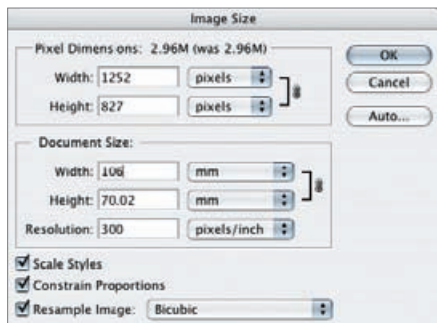 Image Size
Pixel Dimensions: 2.96M (was 2.96M)
Width: 1252 pixels
Height: 827 pixels
OK
Cancel
Auto...
Document Size:
Width: 106 mm
Height: 70.02 mm
Resolution: 300 pixels/inch
Scale Styles
Constrain Proportions
Resample Image: Bicubic